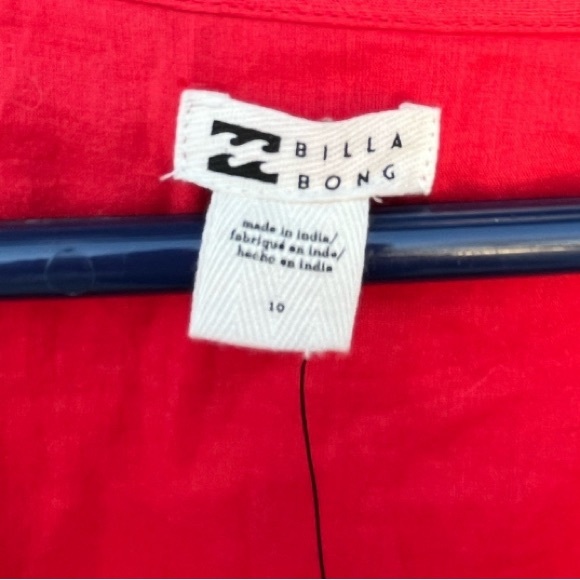 BILLA
BONG
made in india/
fabriqué en inde/
hecho en india
10